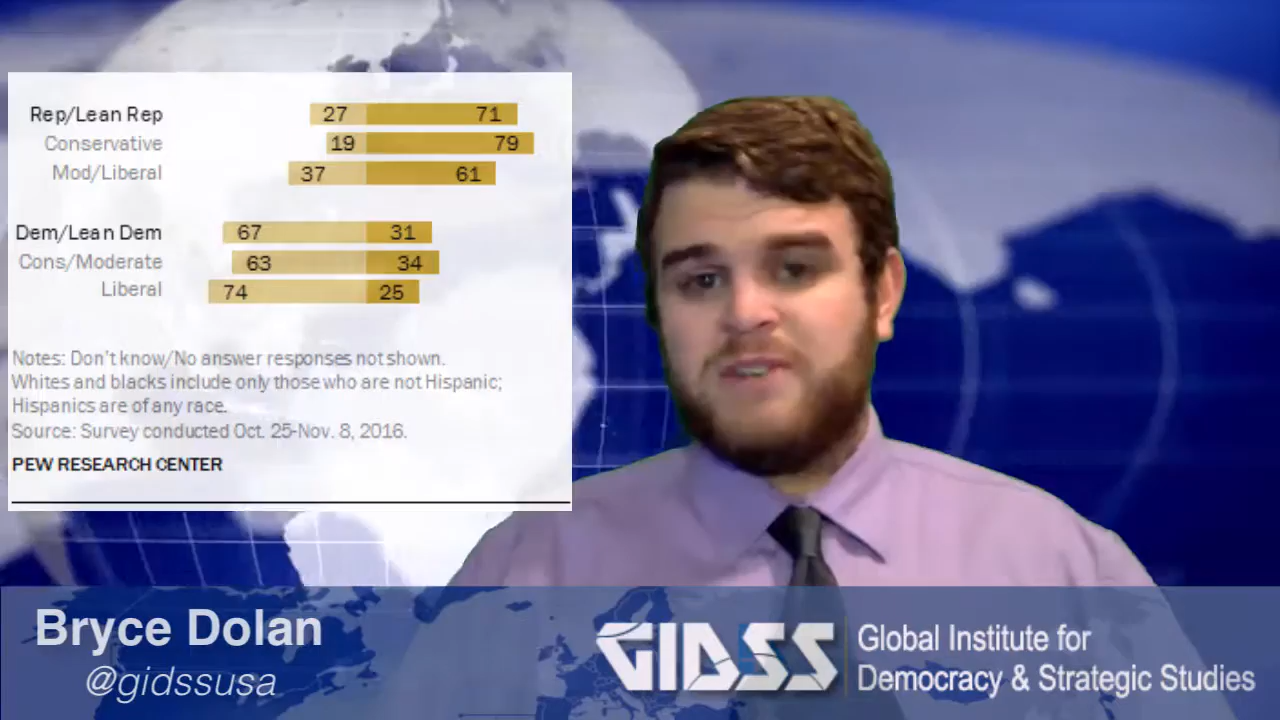 Rep/Lean Rep 27 71
Conservative 19 79
Mod/Liberal 37 61
Dem/Lean Dem 67 31
Cons/Moderate 63 34
Liberal 74 25
Notes: Don't know/No answer responses not shown.
Whites and blacks include only those who are not Hispanic;
Hispanics are of any race.
Source: Survey conducted Oct. 25-Nov. 8, 2016.
PEW RESEARCH CENTER
Bryce Dolan
@gidssusa
GIDSS
Global Institute for
Democracy & Strategic Studies